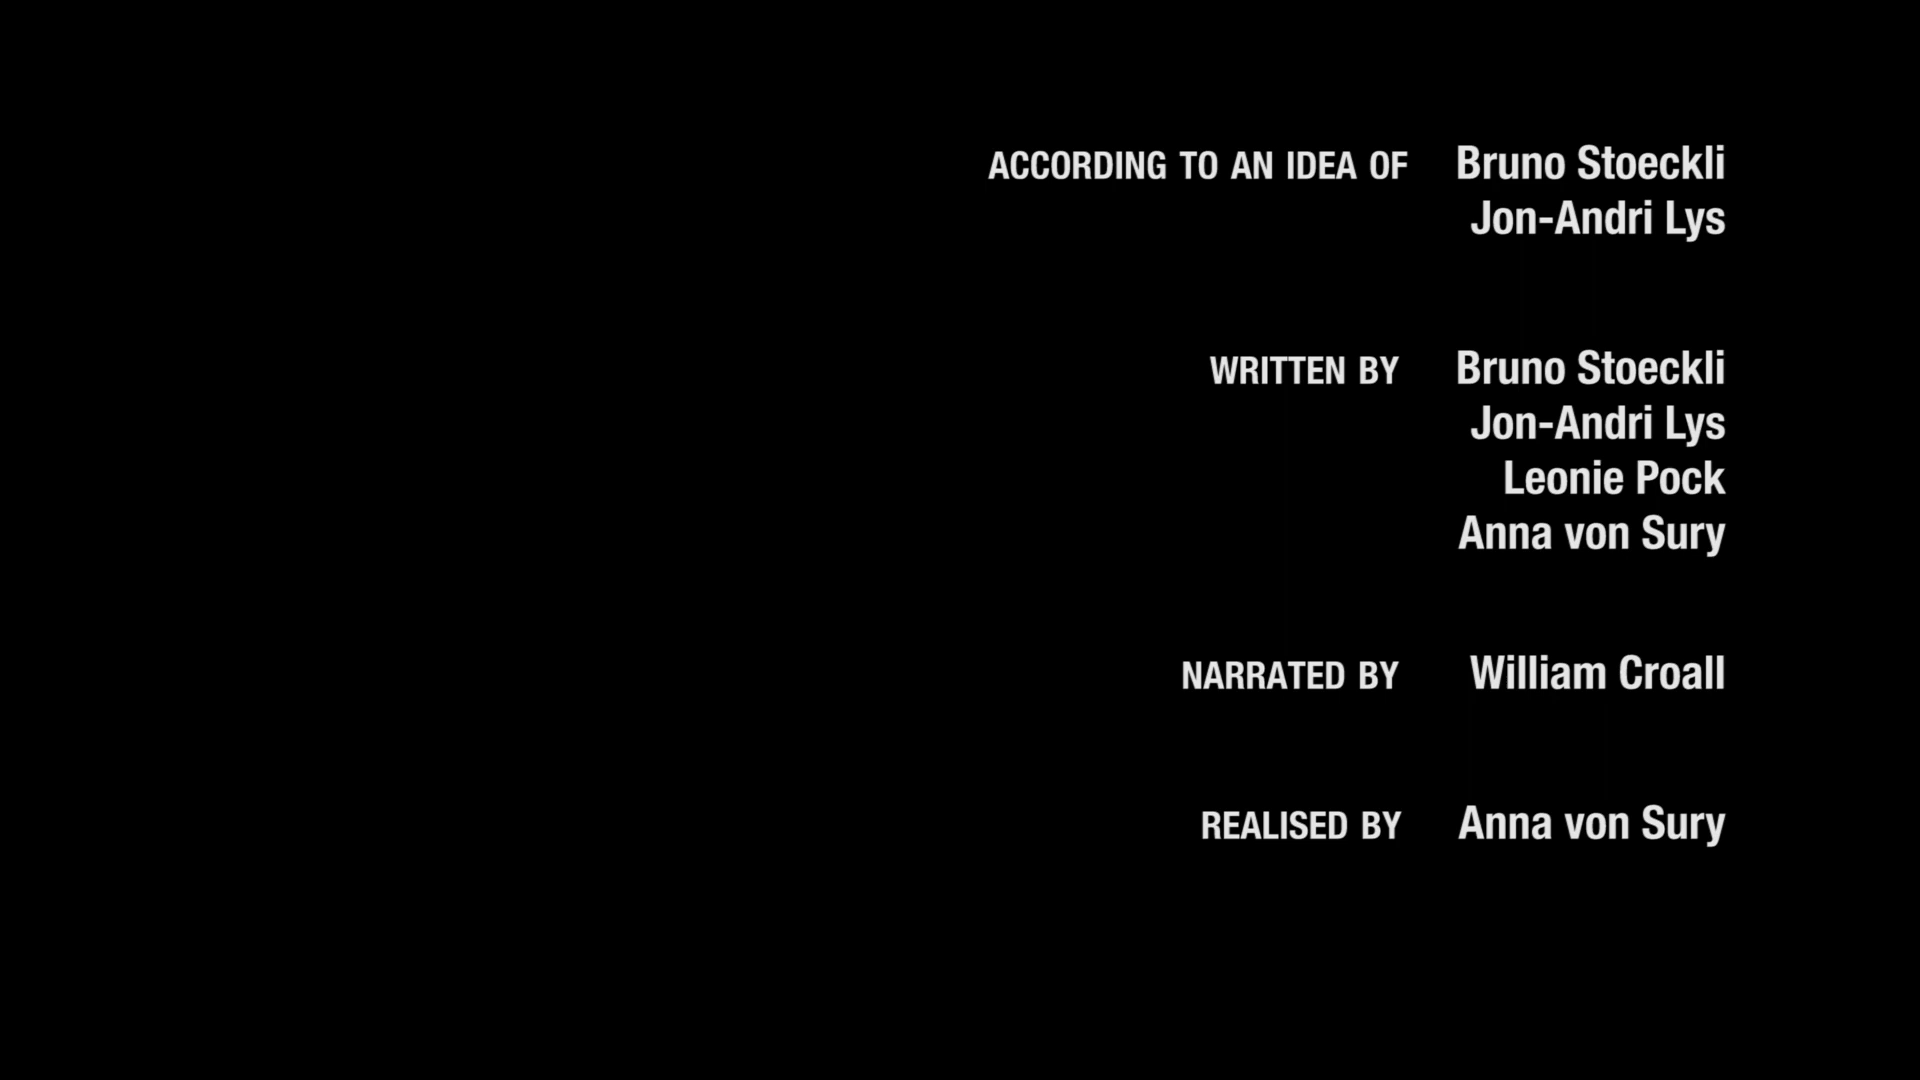 ACCORDING TO AN IDEA OF Bruno Stoeckli
Jon-Andri Lys
WRITTEN BY Bruno Stoeckli
Jon-Andri Lys
Leonie Pock
Anna von Sury
NARRATED BY William Croall
REALISED BY Anna von Sury